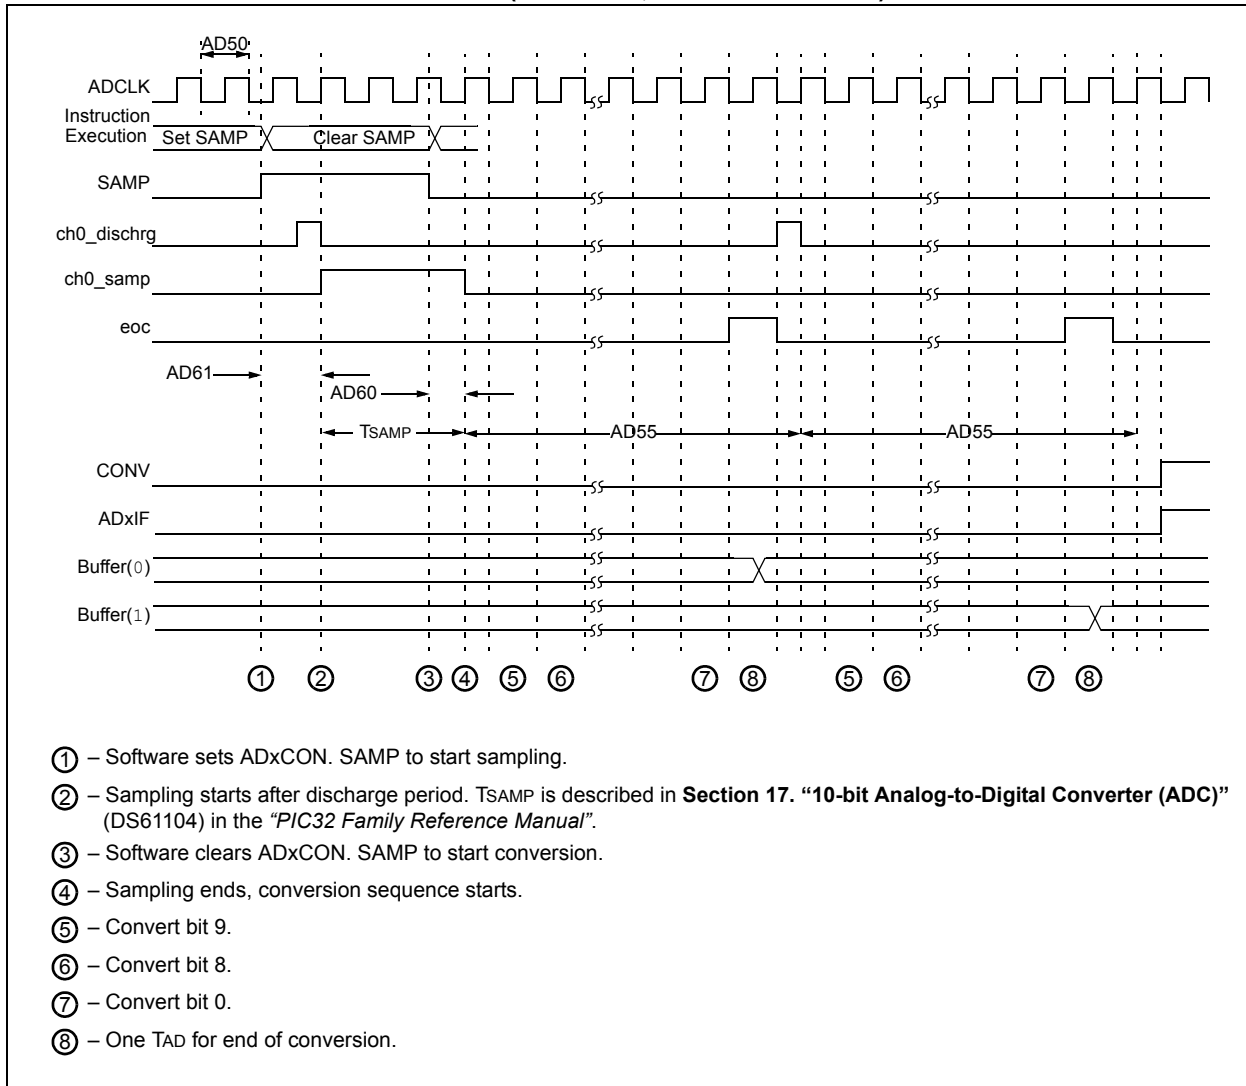 AD50
ADCLK
Instruction
Execution Set SAMP Clear SAMP
SAMP
ch0_dischrg
ch0_samp
eoc
AD61
AD60
TSAMP AD55 AD55
CONV
ADxIF
Buffer(0)
Buffer(1)
1 2 3 4 5 6 7 8 5 6 7 8
1 – Software sets ADxCON. SAMP to start sampling.
2 – Sampling starts after discharge period. TSAMP is described in Section 17. “10-bit Analog-to-Digital Converter (ADC)”
(DS61104) in the “PIC32 Family Reference Manual”.
3 – Software clears ADxCON. SAMP to start conversion.
4 – Sampling ends, conversion sequence starts.
5 – Convert bit 9.
6 – Convert bit 8.
7 – Convert bit 0.
8 – One TAD for end of conversion.